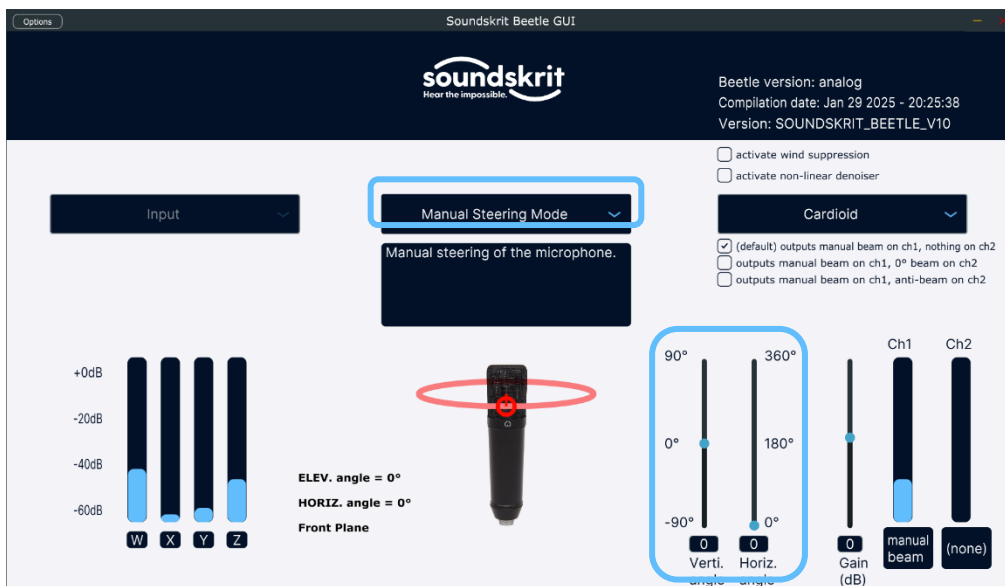 Options
Soundskrit Beetle GUI
soundskrit
Hear the impossible.
Beetle version: analog
Compilation date: Jan 29 2025 - 20:25:38
Version: SOUNDSKRIT_BEETLE_V10
activate wind suppression
activate non-linear denoiser
Input
Manual Steering Mode
Cardioid
Manual steering of the microphone.
(default) outputs manual beam on ch1, nothing on ch2
outputs manual beam on ch1, 0° beam on ch2
outputs manual beam on ch1, anti-beam on ch2
+0dB
-20dB
-40dB
-60dB
W X Y Z
ELEV. angle = 0°
HORIZ. angle = 0°
Front Plane
90° 360°
0° 180°
-90° 0°
0 0
Verti. Horiz.
angle angle
0
Gain
(dB)
Ch1 Ch2
manual
beam
(none)